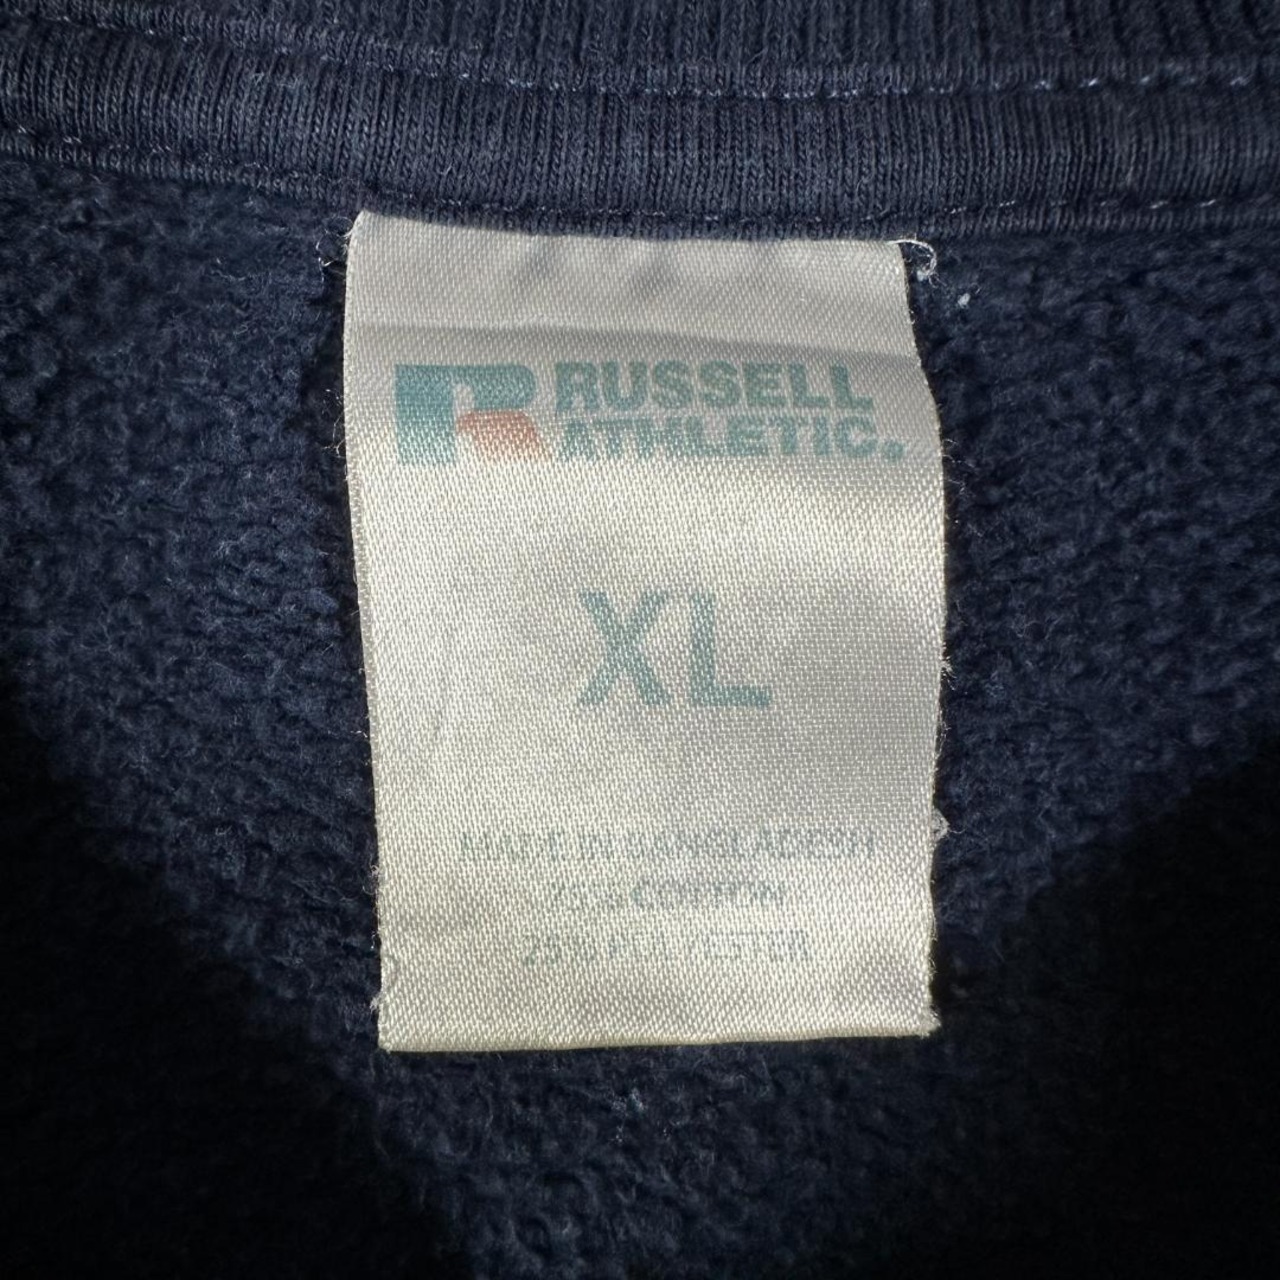 R RUSSELL
ATHLETIC.
XL
MADE IN BANGLADESH
75% COTTON
25% POLYESTER